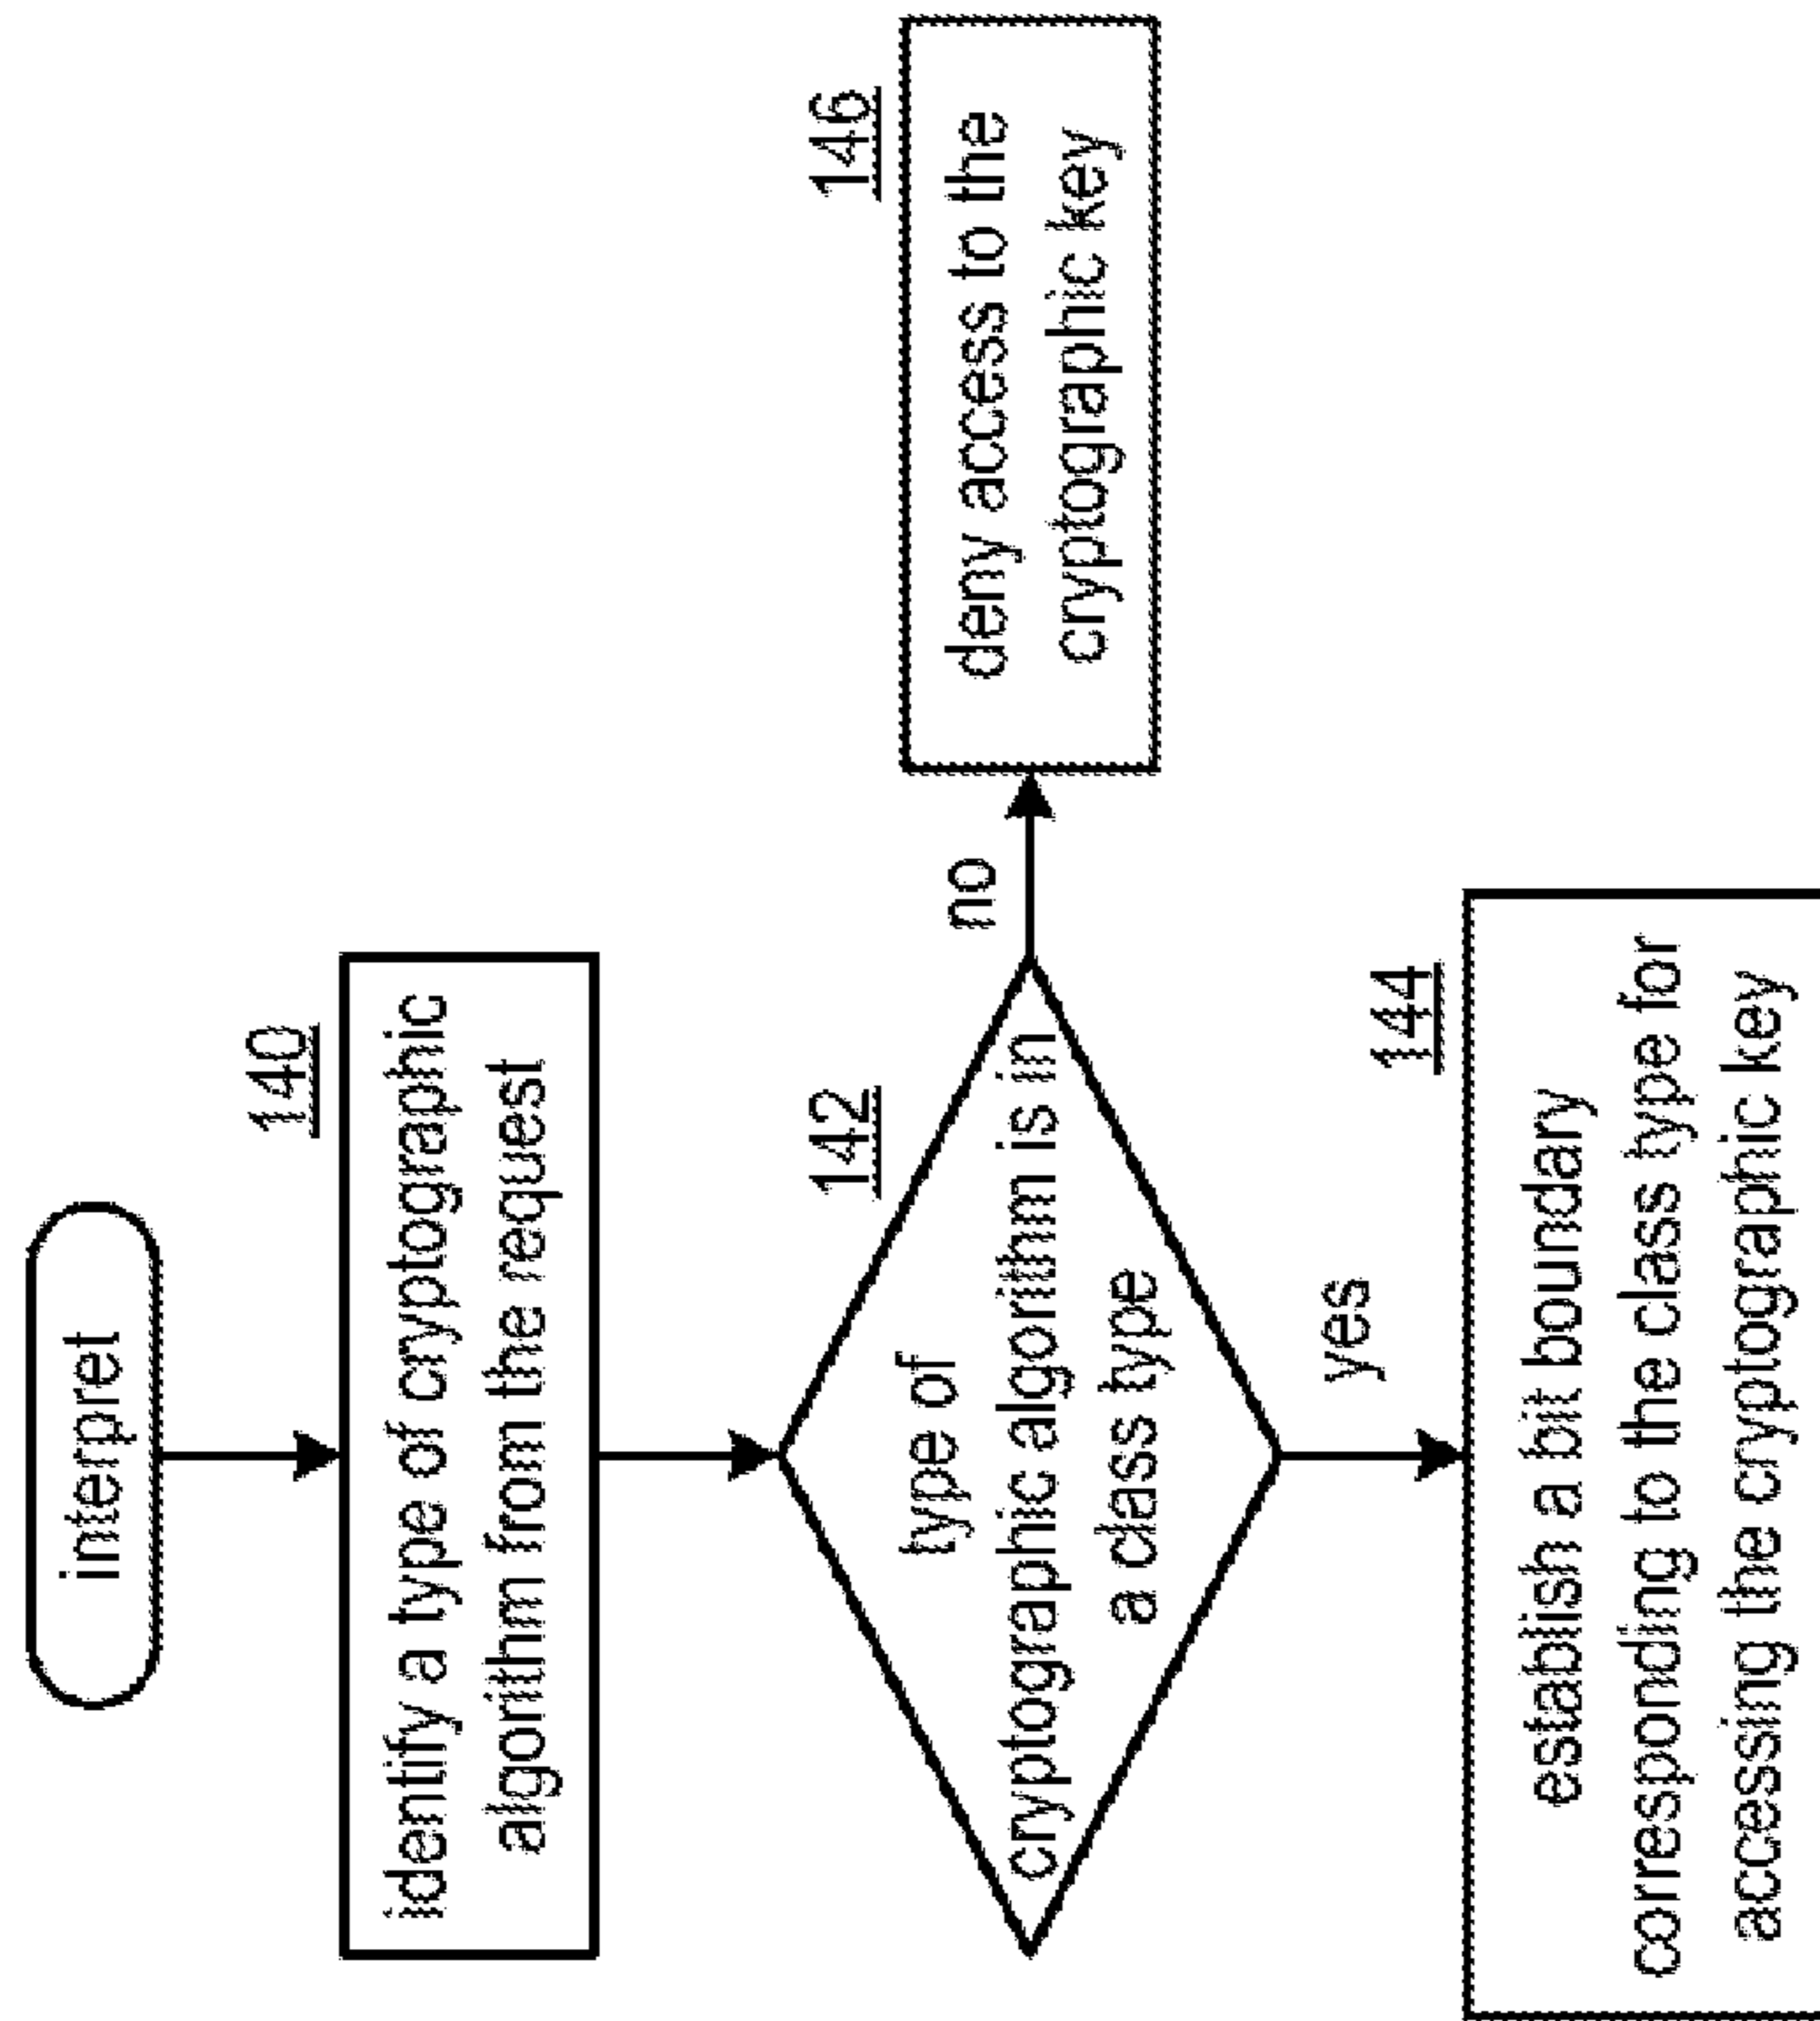 interpret
140
identify a type of cryptographic
algorithm from the request
142
type of
cryptographic algorithm is in
a class type
no
146
deny access to the
cryptographic key
yes
144
establish a bit boundary
corresponding to the class type for
accessing the cryptographic key